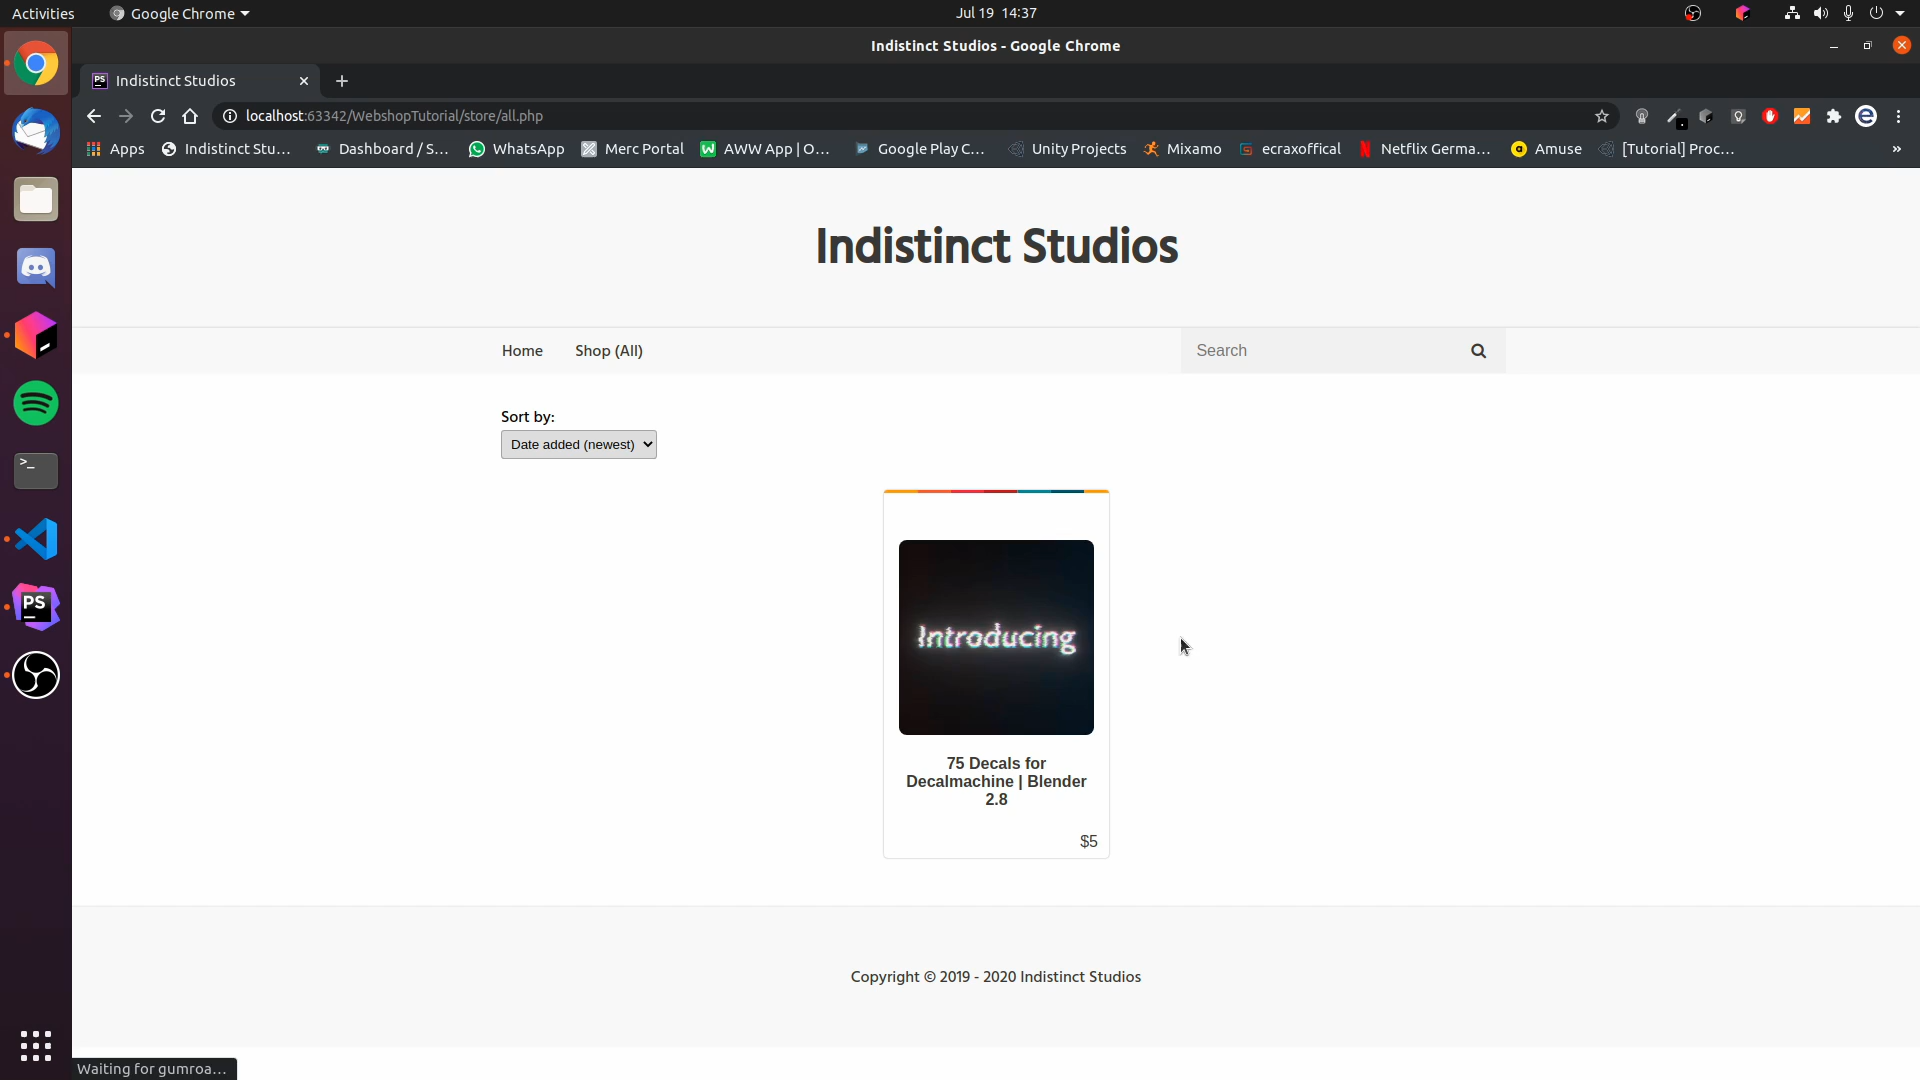 Activities
Google Chrome
Jul 19 14:37
Indistinct Studios - Google Chrome
PS
Indistinct Studios
localhost:63342/WebshopTutorial/store/all.php
Apps
Indistinct Stu...
Dashboard / S...
WhatsApp
Merc Portal
AWW App | O...
Google Play C...
Unity Projects
Mixamo
ecraxoffical
Netflix Germa...
Amuse
[Tutorial] Proc...
»
Indistinct Studios
Home
Shop (All)
Search
Sort by:
Date added (newest)
Introducing
75 Decals for
Decalmachine | Blender
2.8
$5
PS
Copyright © 2019 - 2020 Indistinct Studios
Waiting for gumroa...